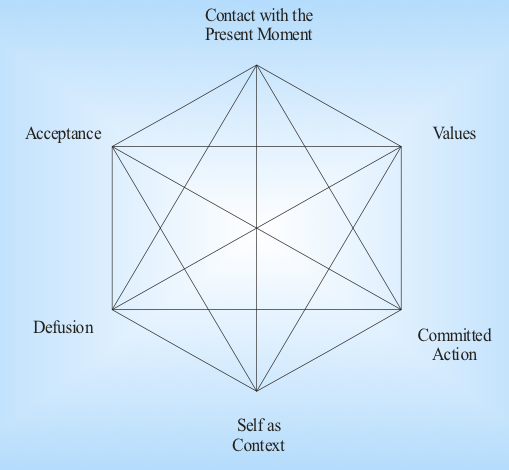 Contact with the
Present Moment
Acceptance
Values
Defusion
Committed
Action
Self as
Context